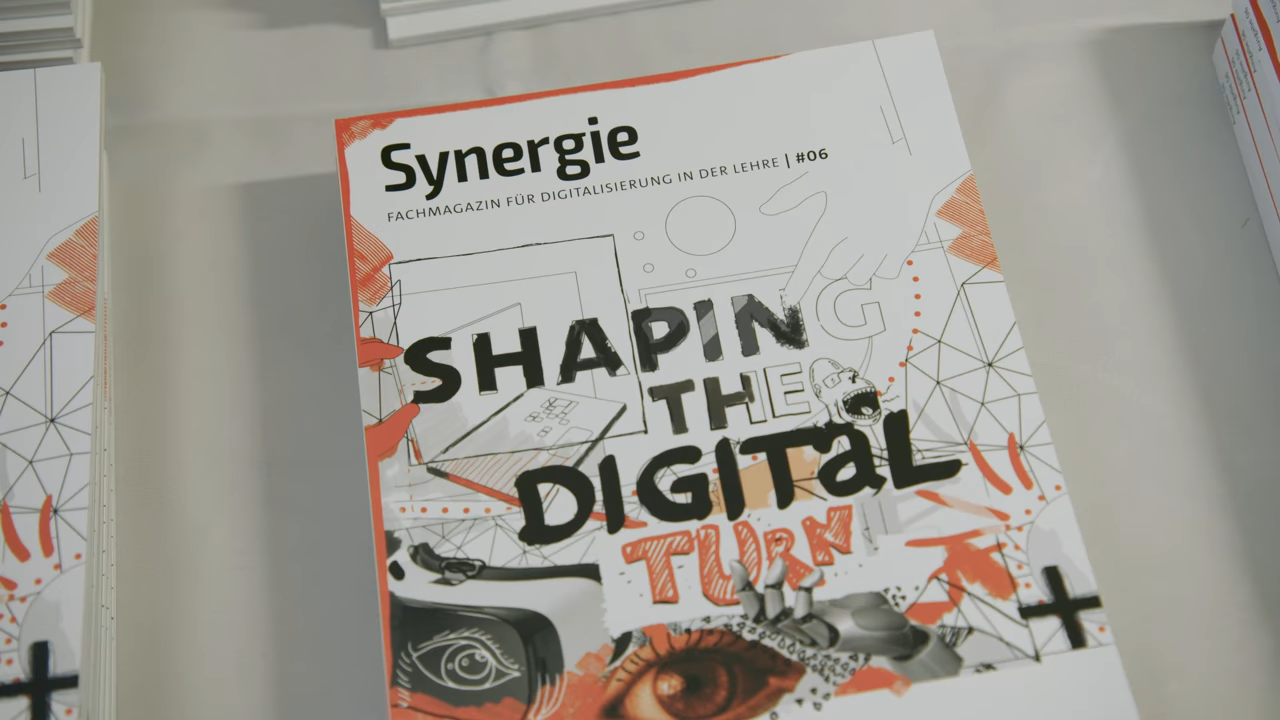 Synergie
FACHMAGAZIN FÜR DIGITALISIERUNG IN DER LEHRE | #06
SHAPING
THE
DIGITAL
TURN